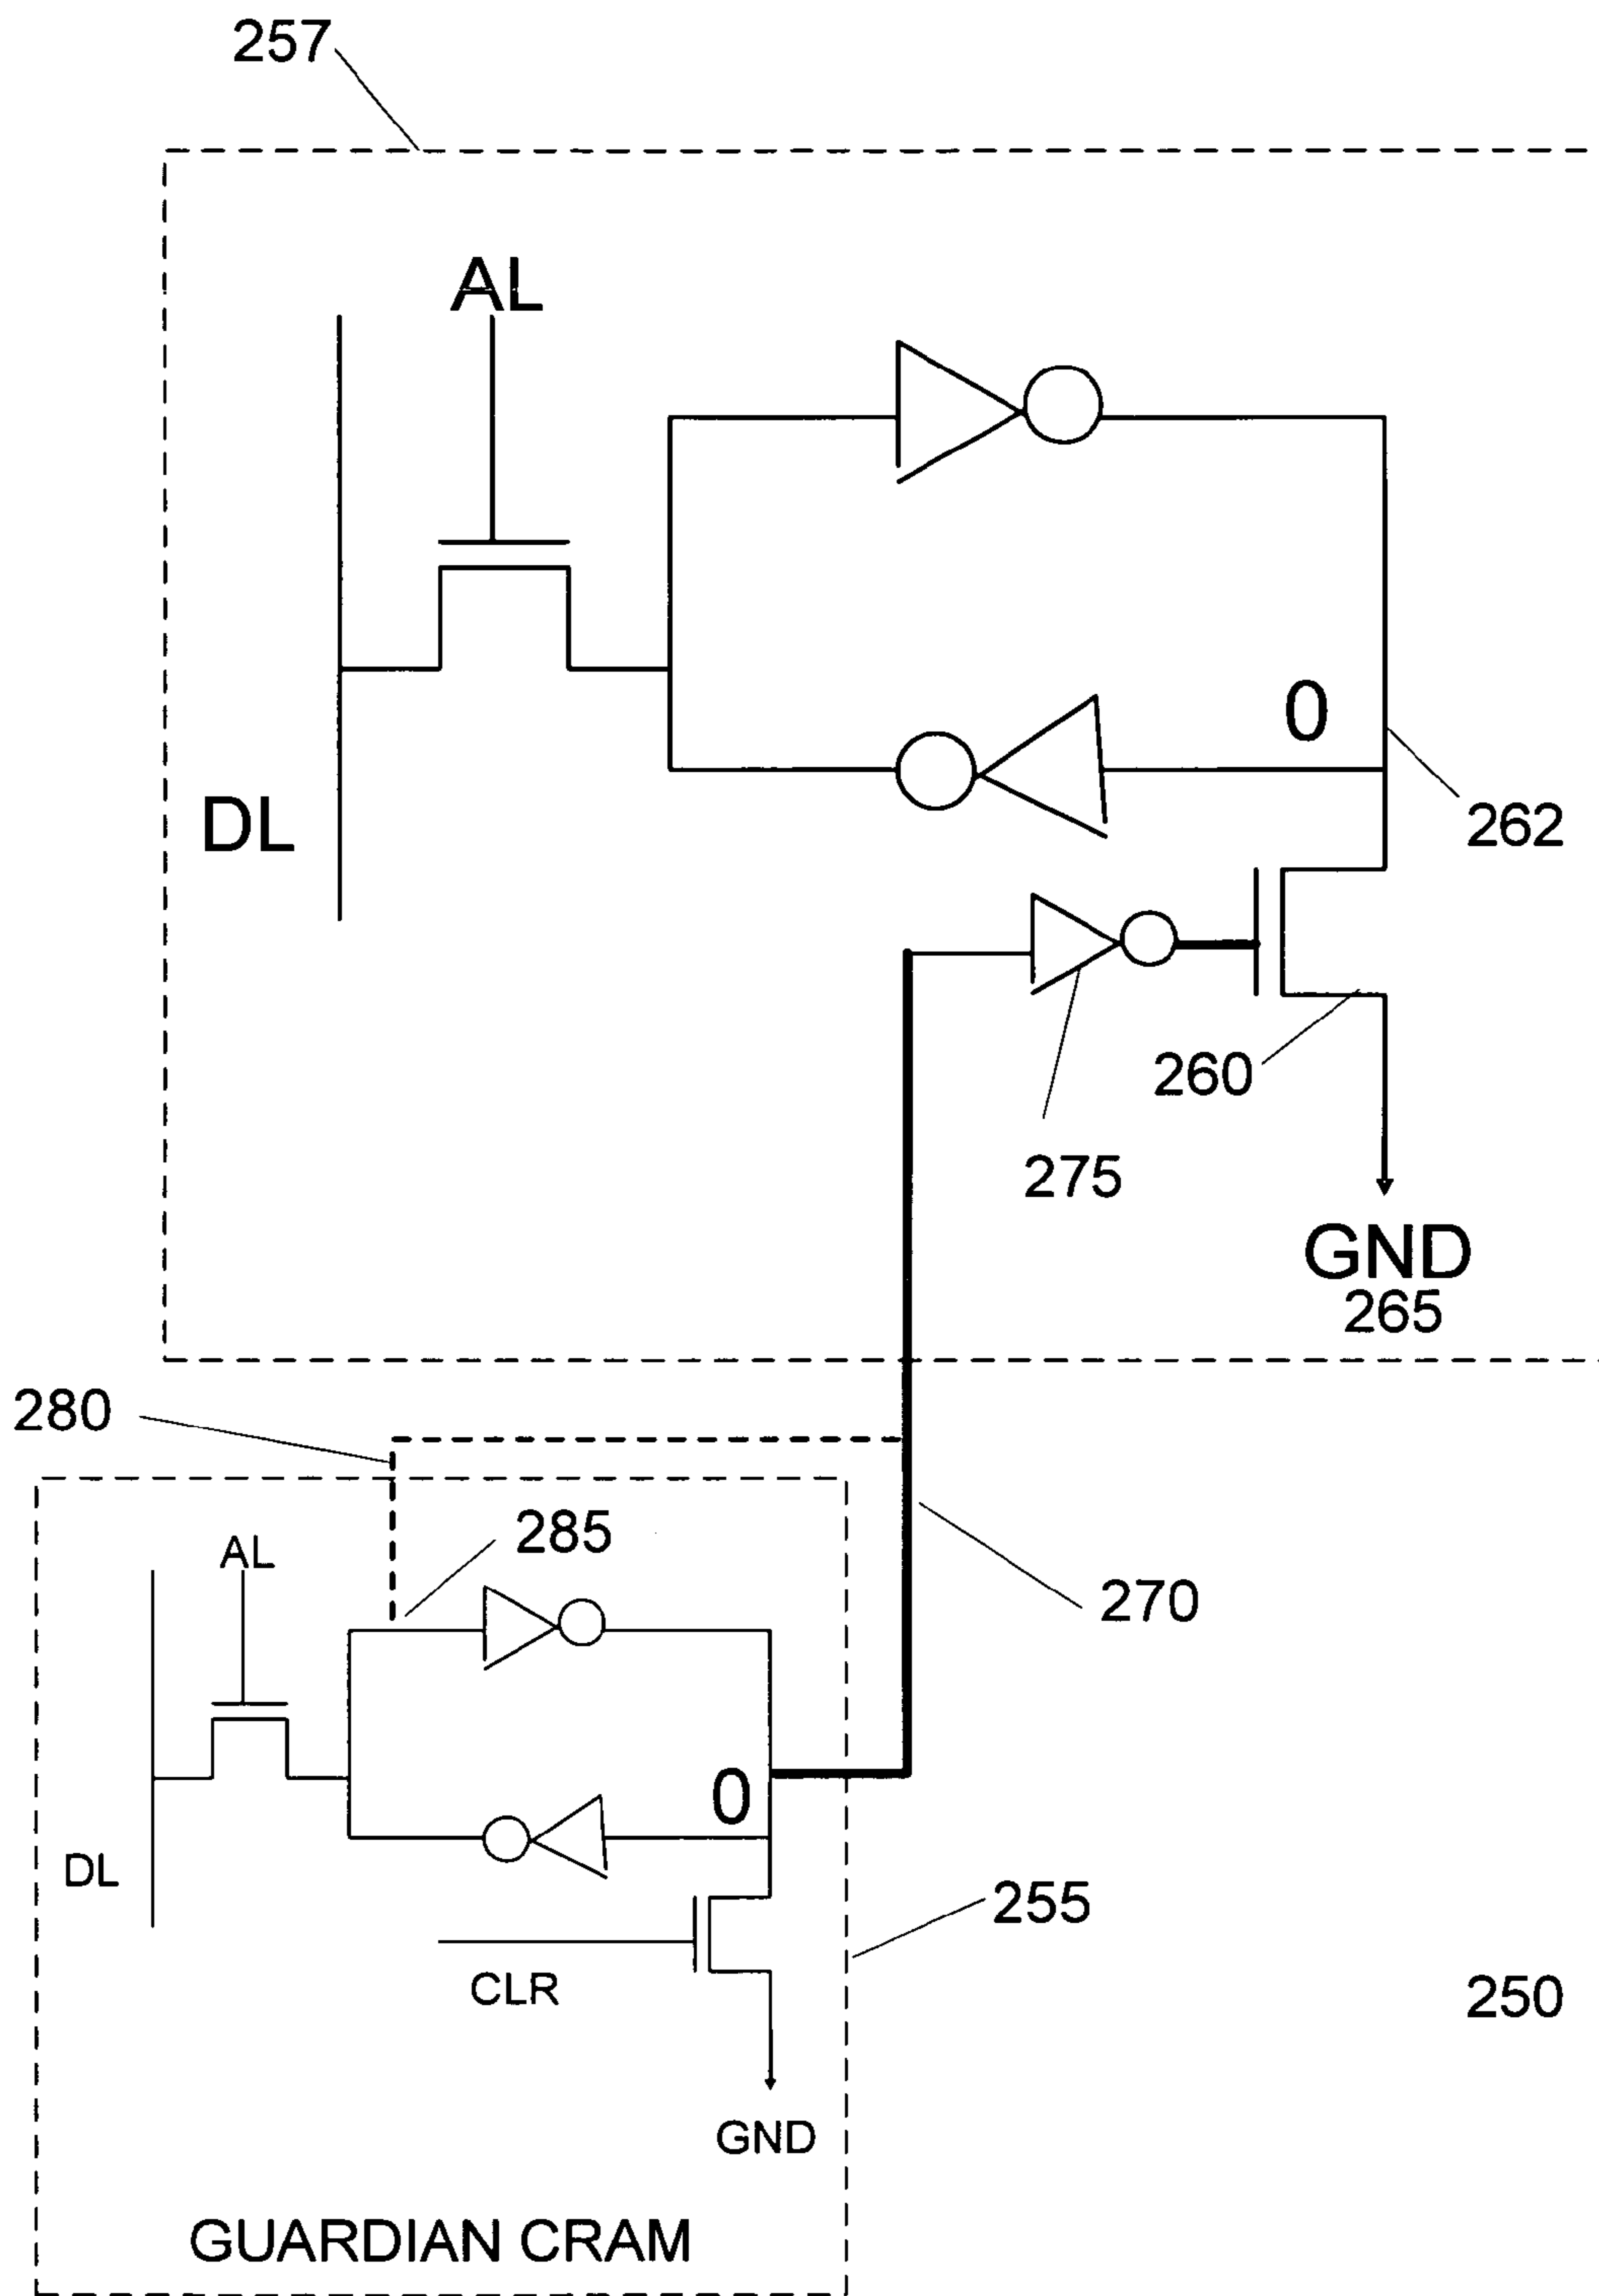 257
AL
0
DL
262
260
275
GND
265
280
285
AL
270
0
DL
255
CLR
250
GND
GUARDIAN CRAM